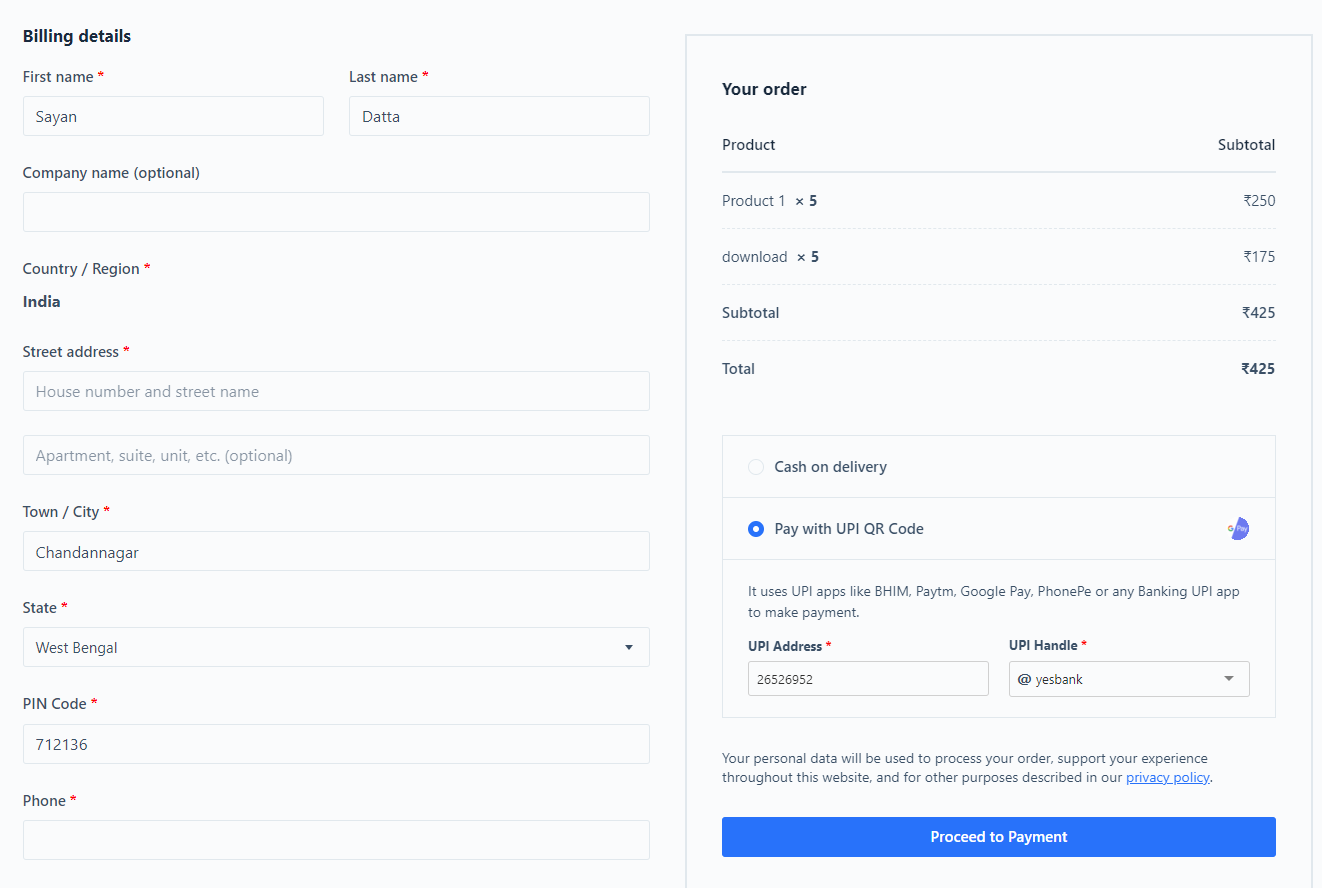 Billing details
First name *
Last name *
Sayan
Datta
Company name (optional)
Country / Region *
India
Street address *
House number and street name
Apartment, suite, unit, etc. (optional)
Town / City *
Chandannagar
State *
West Bengal
PIN Code *
712136
Phone *
Your order
Product Subtotal
Product 1 × 5 ₹250
download × 5 ₹175
Subtotal ₹425
Total ₹425
Cash on delivery
Pay with UPI QR Code
G Pay
It uses UPI apps like BHIM, Paytm, Google Pay, PhonePe or any Banking UPI app
to make payment.
UPI Address *
UPI Handle *
26526952
@ yesbank
Your personal data will be used to process your order, support your experience
throughout this website, and for other purposes described in our privacy policy.
Proceed to Payment